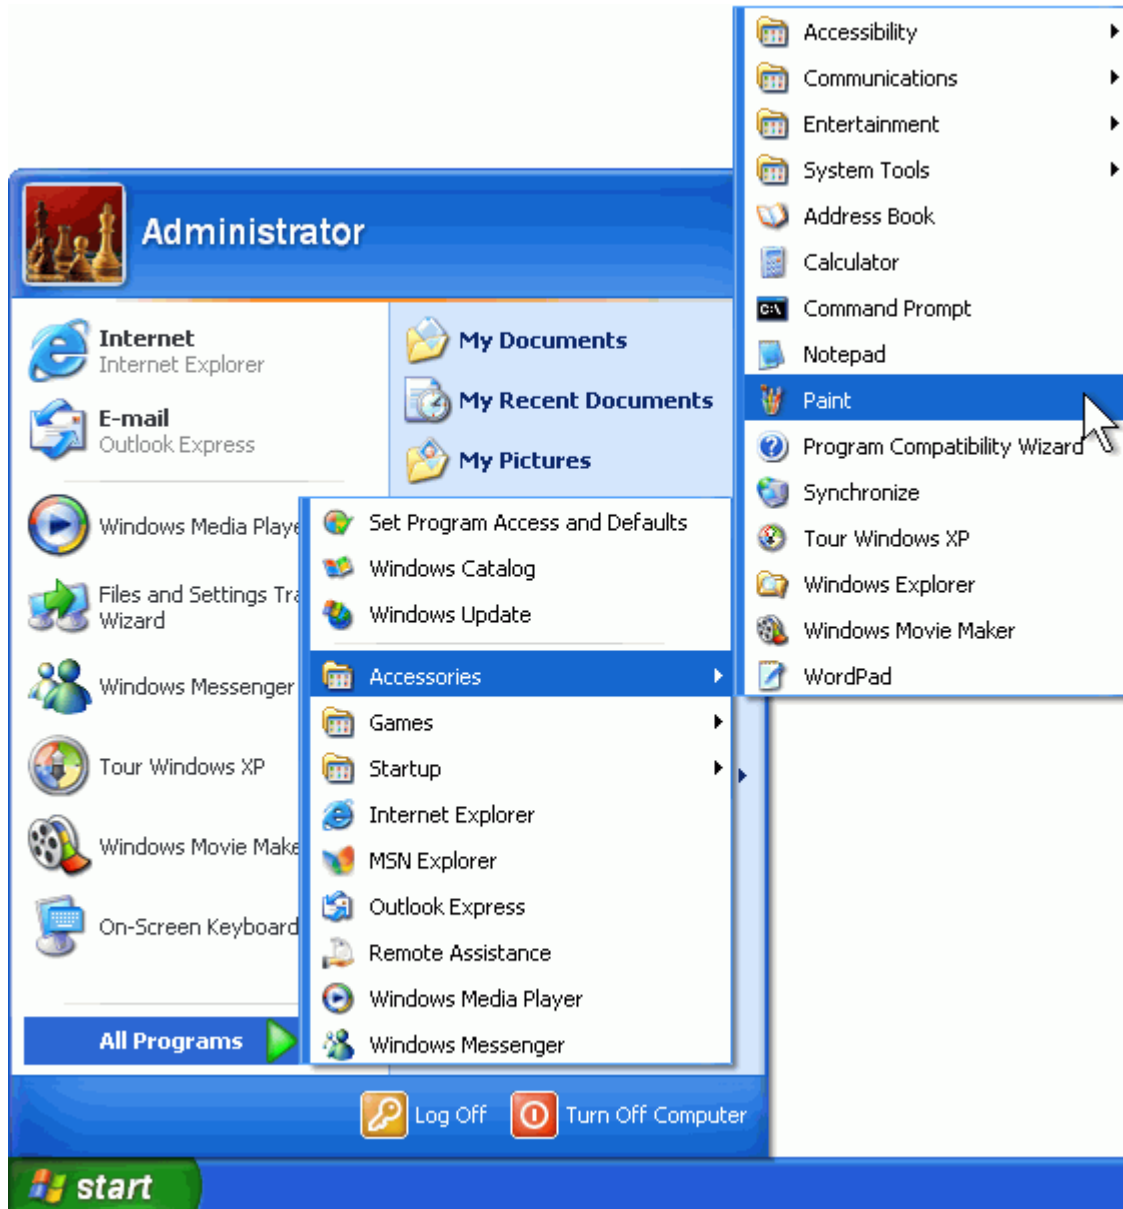 Accessibility
Communications
Entertainment
System Tools
Address Book
Calculator
C:\
Command Prompt
Notepad
Paint
Program Compatibility Wizard
Synchronize
Tour Windows XP
Windows Explorer
Windows Movie Maker
WordPad
Administrator
Internet
Internet Explorer
E-mail
Outlook Express
Windows Media Playe
Files and Settings Tra
Wizard
Windows Messenger
Tour Windows XP
Windows Movie Make
On-Screen Keyboard
All Programs
My Documents
My Recent Documents
My Pictures
Set Program Access and Defaults
Windows Catalog
Windows Update
Accessories
Games
Startup
Internet Explorer
MSN Explorer
Outlook Express
Remote Assistance
Windows Media Player
Windows Messenger
Log Off
Turn Off Computer
start